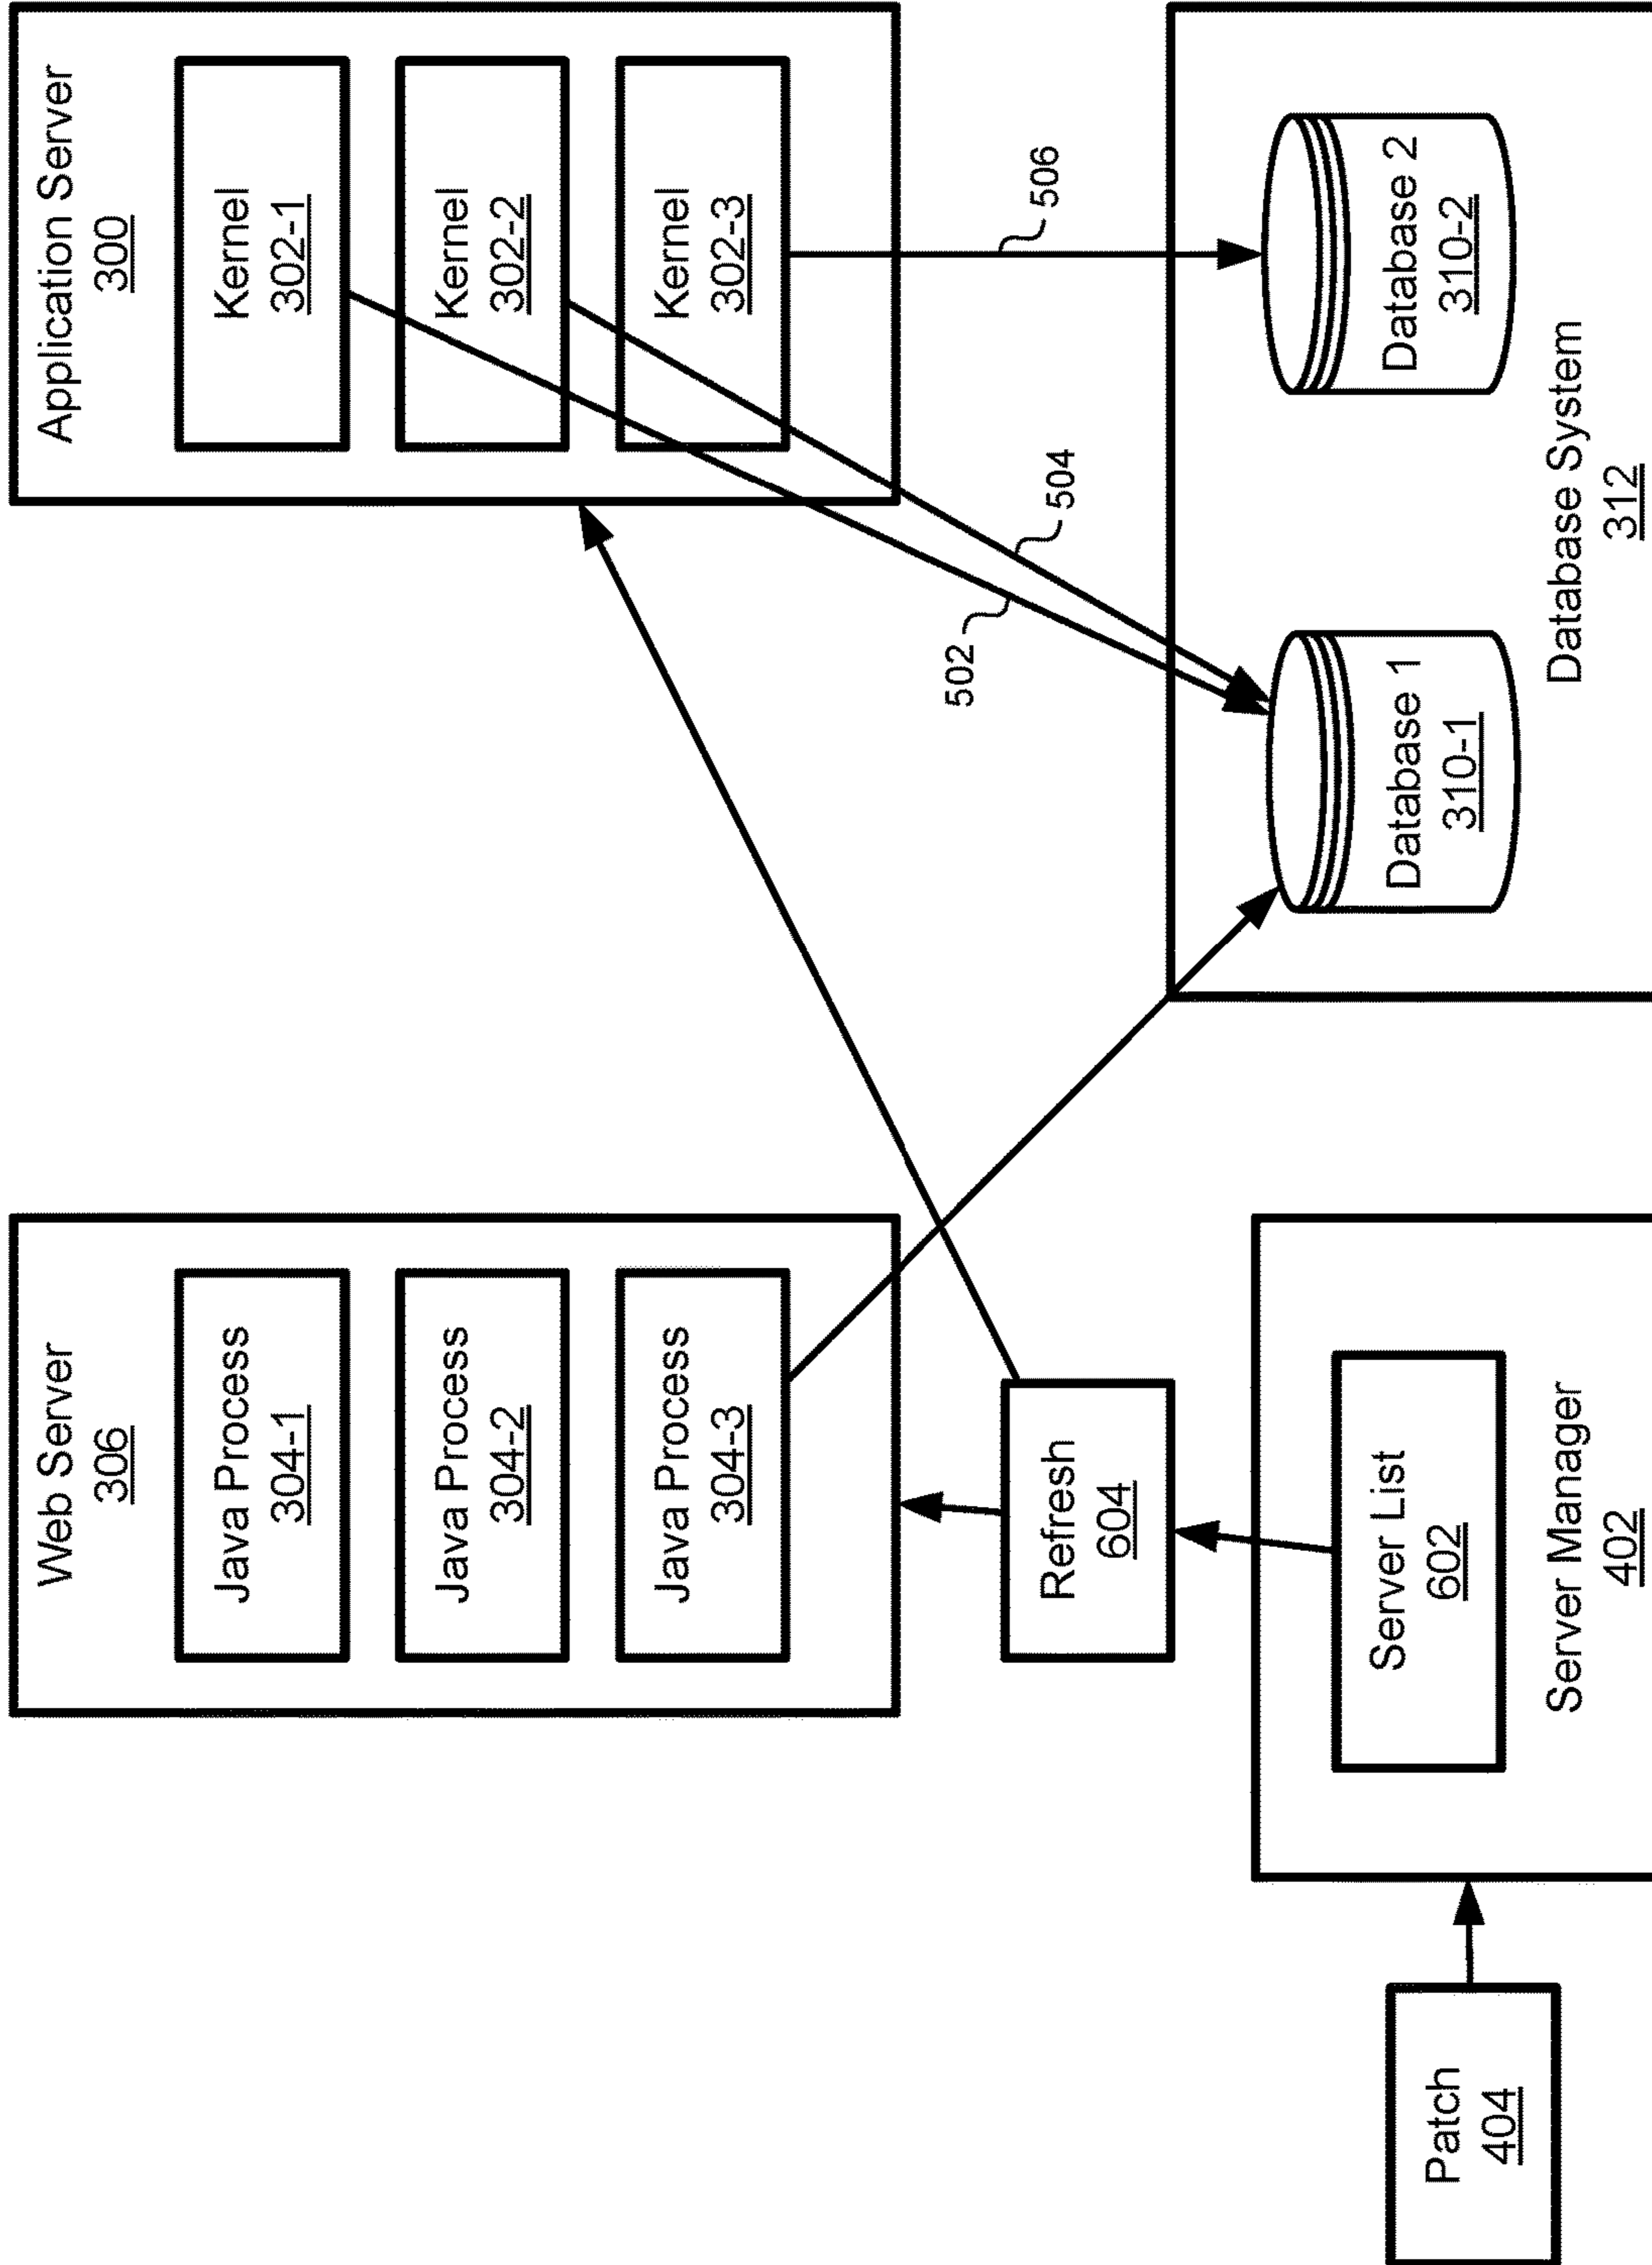 Web Server
306
Java Process
304-1
Java Process
304-2
Java Process
304-3
Application Server
300
Kernel
302-1
Kernel
302-2
Kernel
302-3
502
504
506
Refresh
604
Patch
404
Server List
602
Server Manager
402
Database 1
310-1
Database 2
310-2
Database System
312